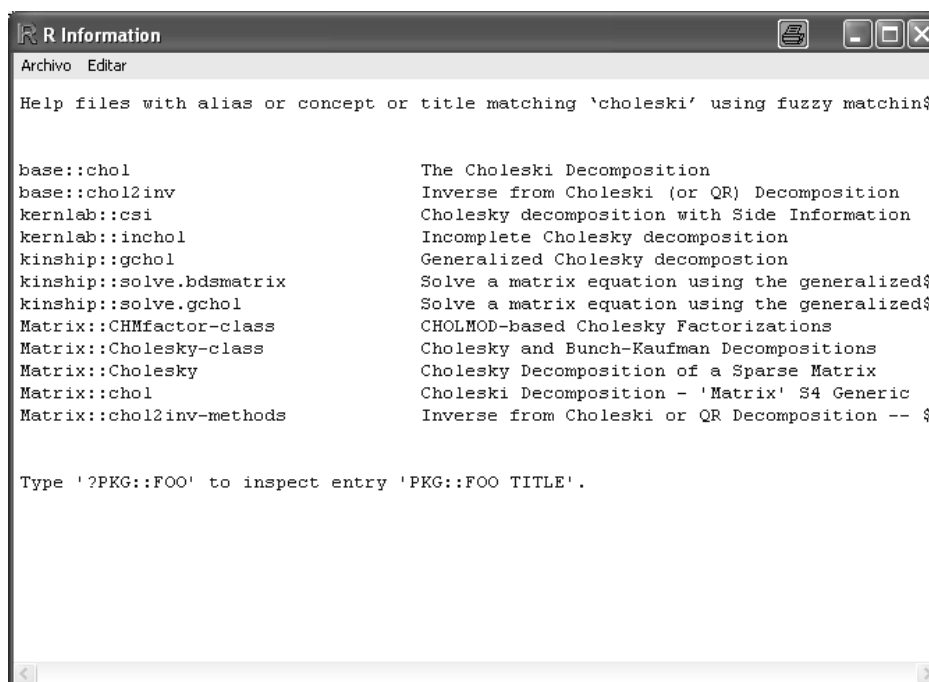 R Information
Archivo Editar
Help files with alias or concept or title matching ‘choleski’ using fuzzy matchin$
base::chol The Choleski Decomposition
base::chol2inv Inverse from Choleski (or QR) Decomposition
kernlab::csi Cholesky decomposition with Side Information
kernlab::inchol Incomplete Cholesky decomposition
kinship::gchol Generalized Cholesky decompostion
kinship::solve.bdsmatrix Solve a matrix equation using the generalized$
kinship::solve.gchol Solve a matrix equation using the generalized$
Matrix::CHMfactor-class CHOLMOD-based Cholesky Factorizations
Matrix::Cholesky-class Cholesky and Bunch-Kaufman Decompositions
Matrix::Cholesky Cholesky Decomposition of a Sparse Matrix
Matrix::chol Choleski Decomposition - 'Matrix' S4 Generic
Matrix::chol2inv-methods Inverse from Choleski or QR Decomposition -- $
Type '?PKG::FOO' to inspect entry 'PKG::FOO TITLE'.